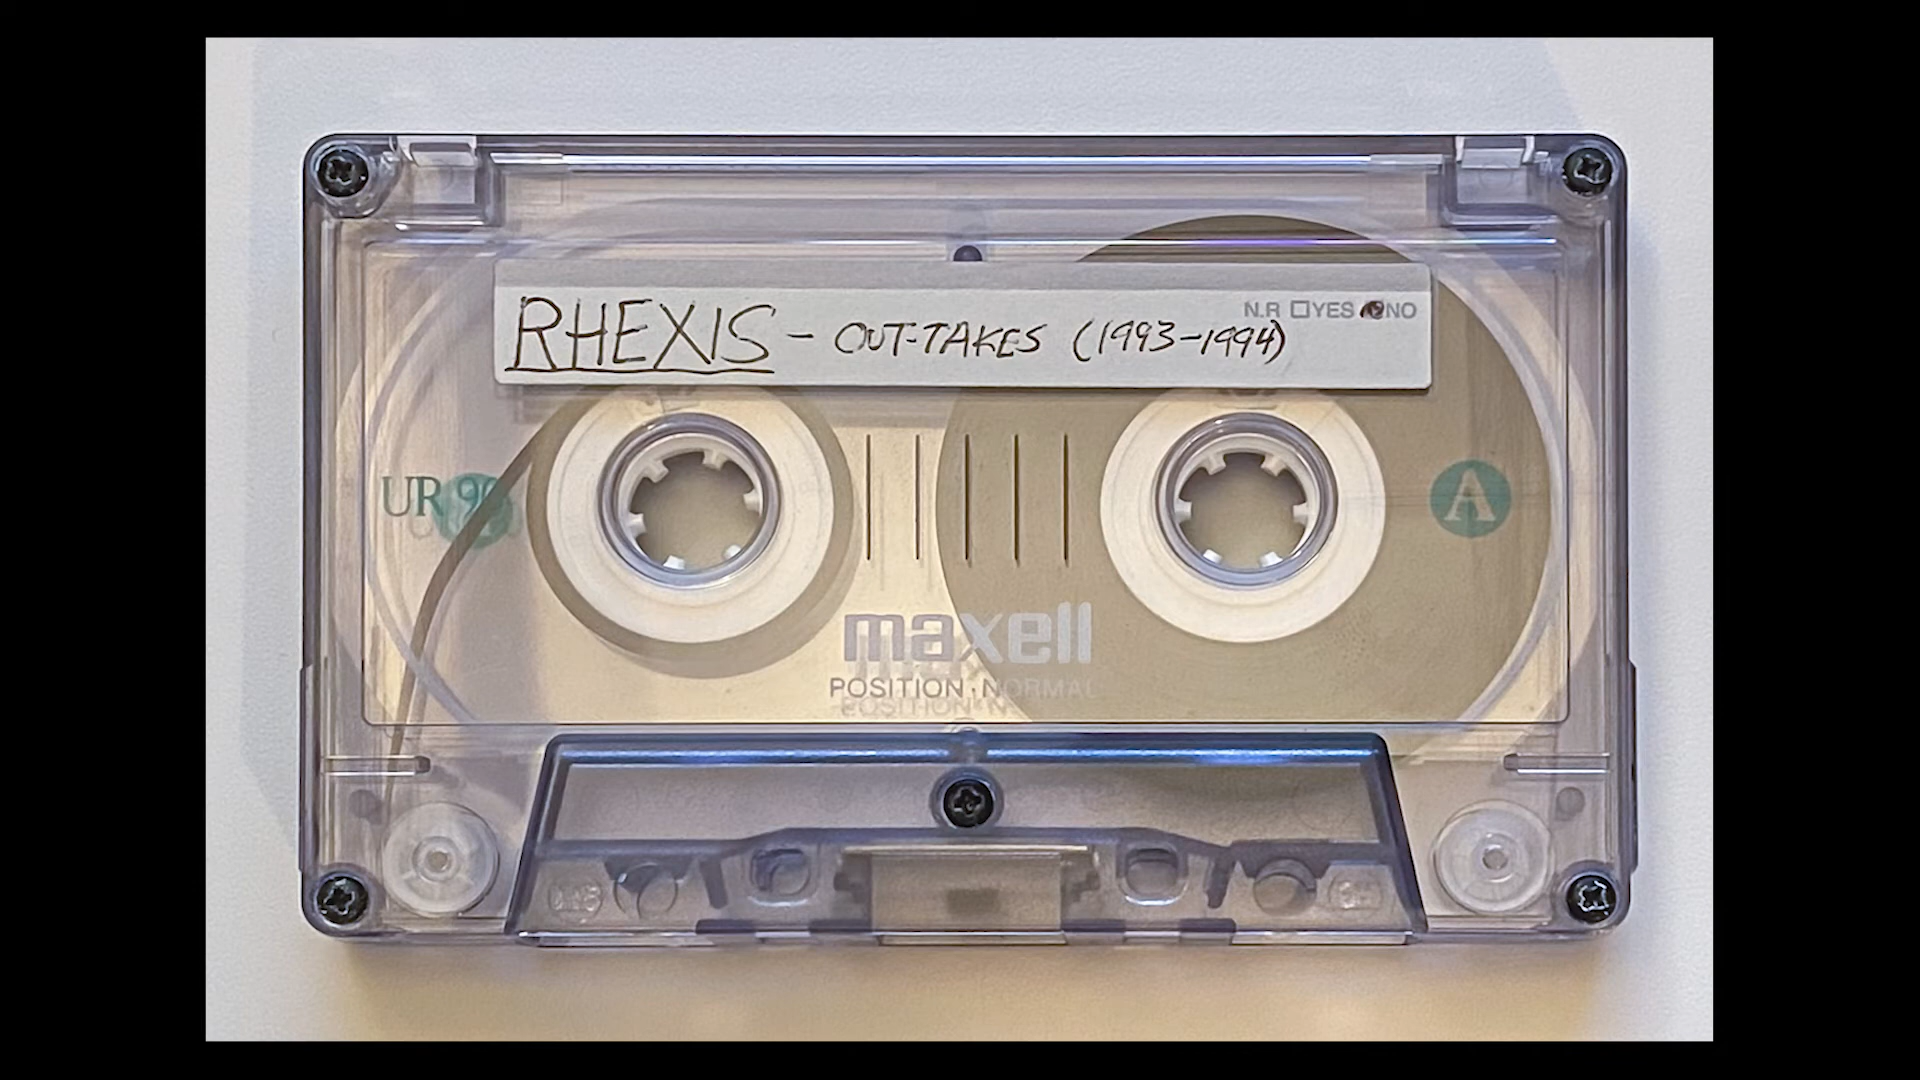 N.R ☐YES NO
RHEXIS - OUT-TAKES (1993-1994)
UR 90
A
maxell
POSITION · NORMAL